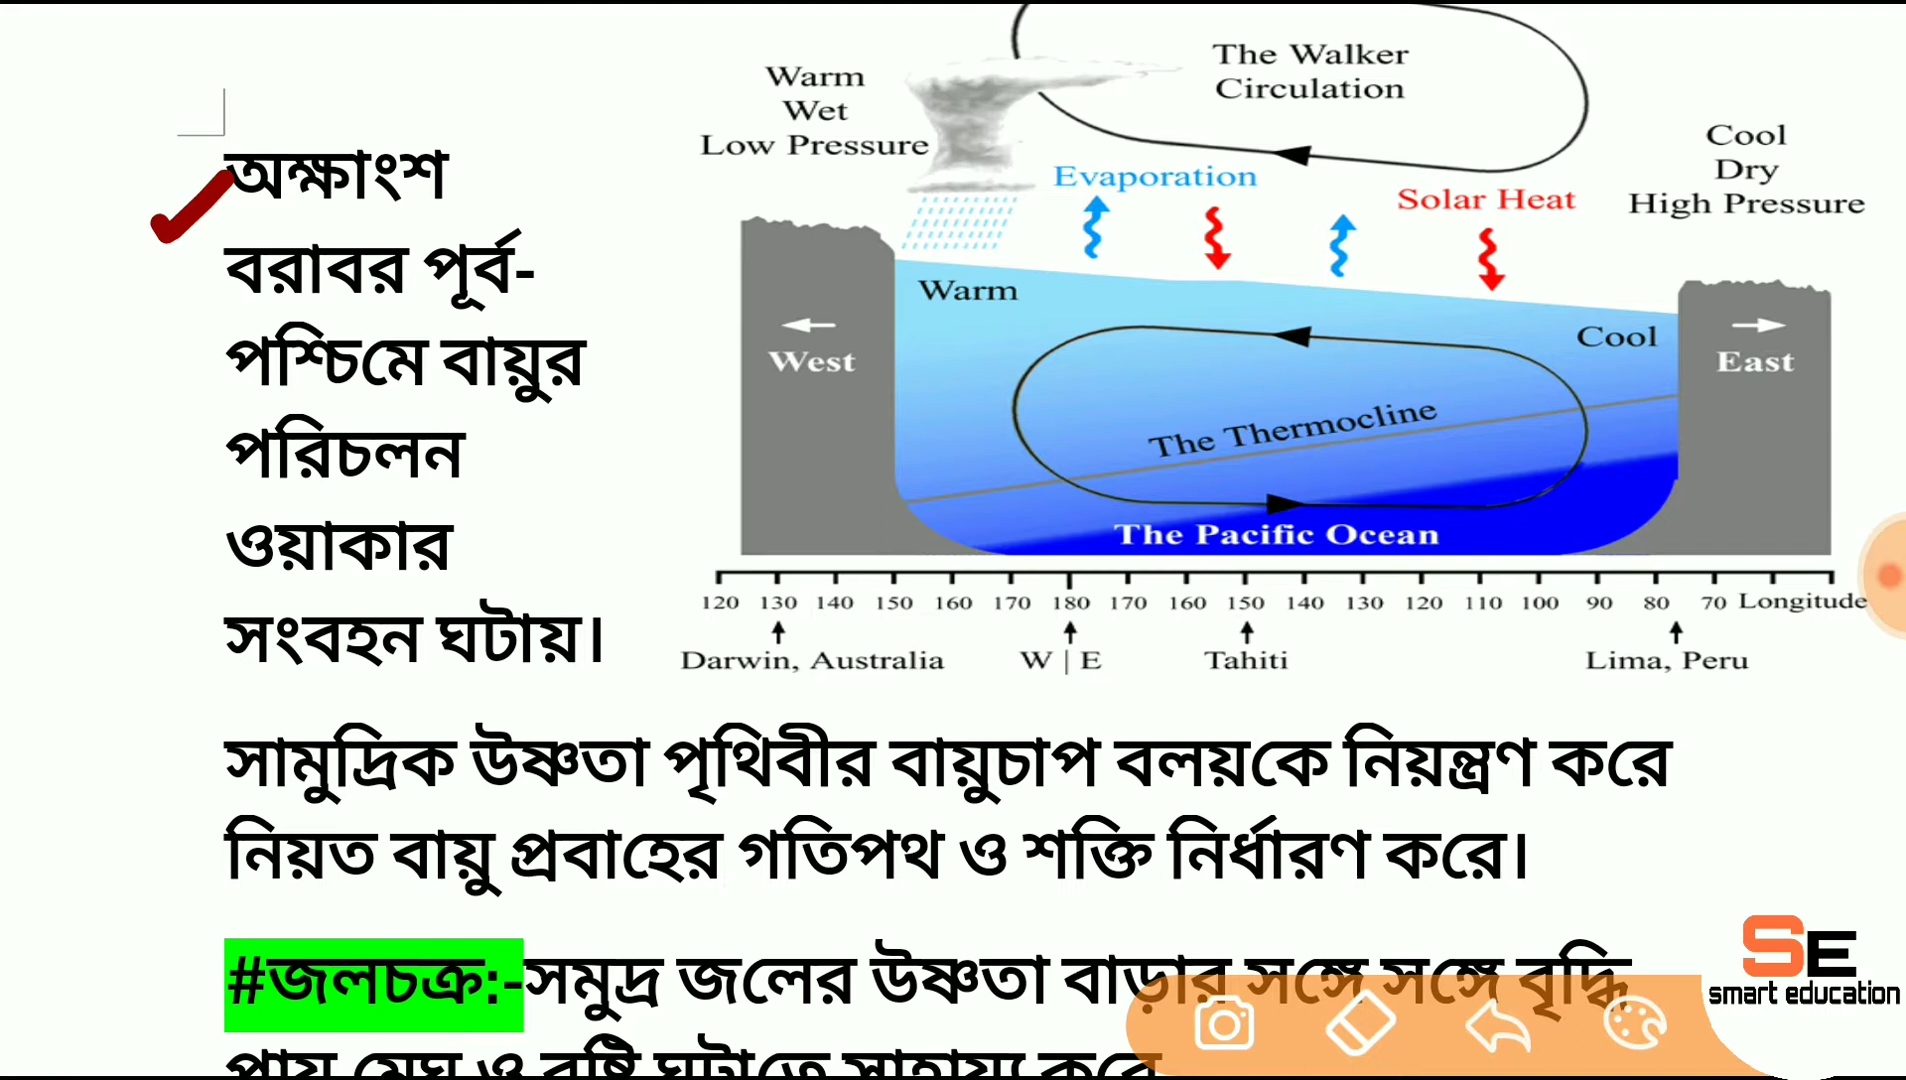 অক্ষাংশ
বরাবর পূর্ব-
পশ্চিমে বায়ুর
পরিচলন
ওয়াকার
সংবহন ঘটায়।
The Walker
Circulation
Warm
Wet
Low Pressure
Cool
Dry
High Pressure
Evaporation
Solar Heat
Warm
Cool
West
East
The Thermocline
The Pacific Ocean
120 130 140 150 160 170 180 170 160 150 140 130 120 110 100 90 80 70 Longitude
Darwin, Australia W | E Tahiti Lima, Peru
সামুদ্রিক উষ্ণতা পৃথিবীর বায়ুচাপ বলয়কে নিয়ন্ত্রণ করে
নিয়ত বায়ু প্রবাহের গতিপথ ও শক্তি নির্ধারণ করে।
#জলচক্র:-সমুদ্র জলের উষ্ণতা বাড়ার সঙ্গে সঙ্গে বৃদ্ধি
পায় মেঘ ও বৃষ্টি ঘটাতে সাহায্য করে
SE
smart education